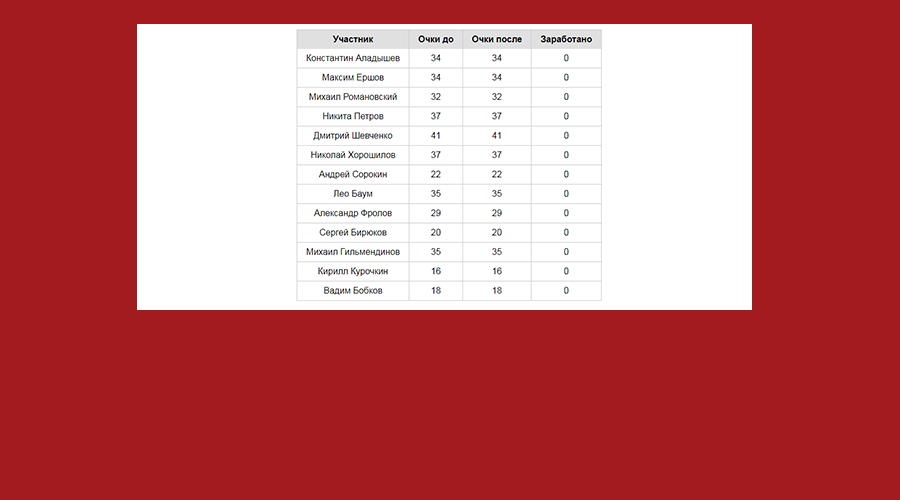 Участник Очки до Очки после Заработано
Константин Аладышев 34 34 0
Максим Ершов 34 34 0
Михаил Романовский 32 32 0
Никита Петров 37 37 0
Дмитрий Шевченко 41 41 0
Николай Хорошилов 37 37 0
Андрей Сорокин 22 22 0
Лео Баум 35 35 0
Александр Фролов 29 29 0
Сергей Бирюков 20 20 0
Михаил Гильмендинов 35 35 0
Кирилл Курочкин 16 16 0
Вадим Бобков 18 18 0